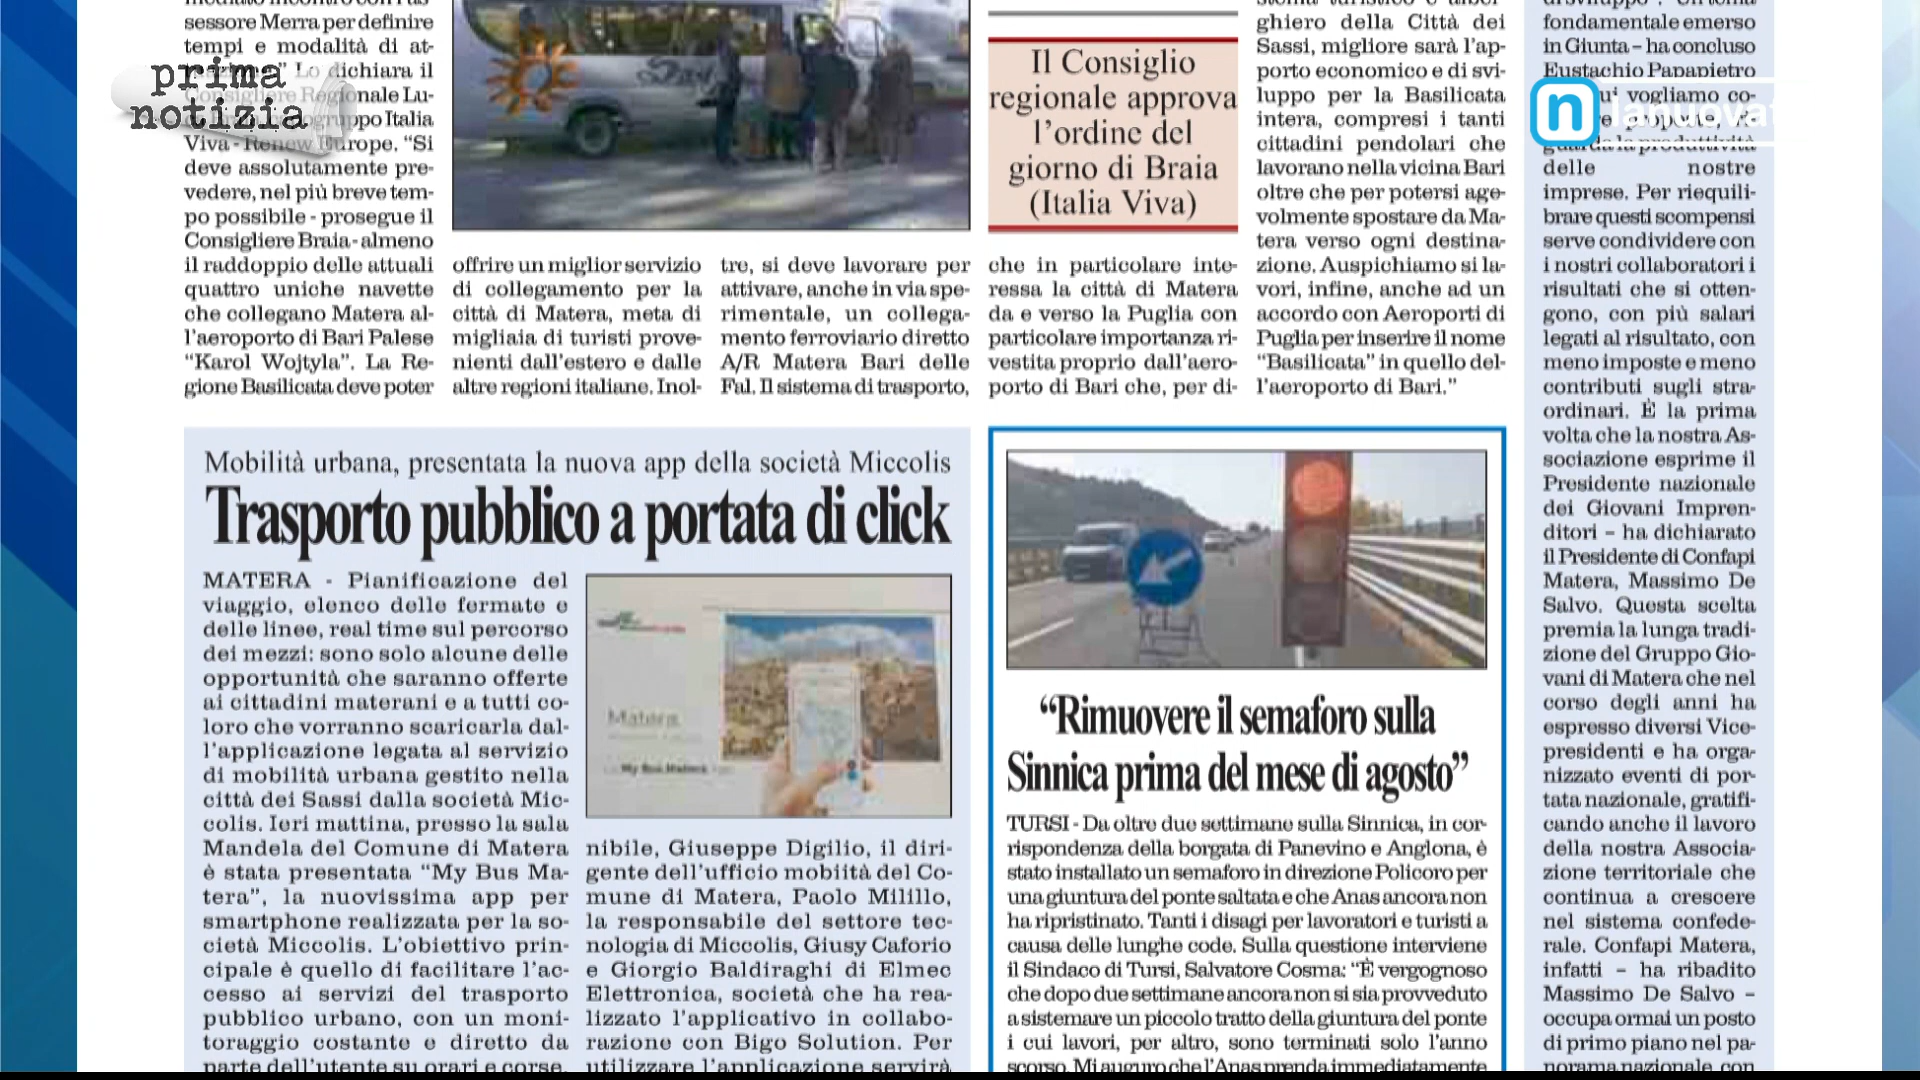 prima
notizia
lanuova
sessore Merra per definire
tempi e modalità di at-
dichiara il
Lu-
Italia
Viva - Renew Europe. “Si
deve assolutamente pre-
vedere, nel più breve tem-
po possibile - prosegue il
Consigliere Braia - almeno
il raddoppio delle attuali
quattro uniche navette
che collegano Matera al-
l’aeroporto di Bari Palese
“Karol Wojtyla”. La Re-
gione Basilicata deve poter
offrire un miglior servizio
di collegamento per la
città di Matera, meta di
migliaia di turisti prove-
nienti dall’estero e dalle
altre regioni italiane. Inol-
tre, si deve lavorare per
attivare, anche in via spe-
rimentale, un collega-
mento ferroviario diretto
A/R Matera Bari delle
Fal. Il sistema di trasporto,
Il Consiglio
regionale approva
l’ordine del
giorno di Braia
(Italia Viva)
che in particolare inte-
ressa la città di Matera
da e verso la Puglia con
particolare importanza ri-
vestita proprio dall’aero-
porto di Bari che, per di-
ghiero della Città dei
Sassi, migliore sarà l’ap-
porto economico e di svi-
luppo per la Basilicata
intera, compresi i tanti
cittadini pendolari che
lavorano nella vicina Bari
oltre che per potersi age-
volmente spostare da Ma-
tera verso ogni destina-
zione. Auspichiamo si la-
vori, infine, anche ad un
accordo con Aeroporti di
Puglia per inserire il nome
“Basilicata” in quello del-
l’aeroporto di Bari.”
Mobilità urbana, presentata la nuova app della società Miccolis
Trasporto pubblico a portata di click
MATERA - Pianificazione del
viaggio, elenco delle fermate e
delle linee, real time sul percorso
dei mezzi: sono solo alcune delle
opportunità che saranno offerte
ai cittadini materani e a tutti co-
loro che vorranno scaricarla dal-
l’applicazione legata al servizio
di mobilità urbana gestito nella
città dei Sassi dalla società Mic-
colis. Ieri mattina, presso la sala
Mandela del Comune di Matera
è stata presentata “My Bus Ma-
tera”, la nuovissima app per
smartphone realizzata per la so-
cietà Miccolis. L’obiettivo prin-
cipale è quello di facilitare l’ac-
cesso ai servizi del trasporto
pubblico urbano, con un moni-
toraggio costante e diretto da
parte dell’utente su orari e corse.
Matera
My Bus Matera
nibile, Giuseppe Digilio, il diri-
gente dell’ufficio mobiità del Co-
mune di Matera, Paolo Milillo,
la responsabile del settore tec-
nologia di Miccolis, Giusy Caforio
e Giorgio Baldiraghi di Elmec
Elettronica, società che ha rea-
lizzato l’applicativo in collabo-
razione con Bigo Solution. Per
utilizzare l’applicazione servirà
“Rimuovere il semaforo sulla
Sinnica prima del mese di agosto”
TURSI - Da oltre due settimane sulla Sinnica, in cor-
rispondenza della borgata di Panevino e Anglona, è
stato installato un semaforo in direzione Policoro per
una giuntura del ponte saltata e che Anas ancora non
ha ripristinato. Tanti i disagi per lavoratori e turisti a
causa delle lunghe code. Sulla questione interviene
il Sindaco di Tursi, Salvatore Cosma: “È vergognoso
che dopo due settimane ancora non si sia provveduto
a sistemare un piccolo tratto della giuntura del ponte
i cui lavori, per altro, sono terminati solo l’anno
scorso. Mi auguro che l’Anas prenda immediatamente
fondamentale emerso
in Giunta – ha concluso
Eustachio Papapietro
vogliamo co-
delle nostre
imprese. Per riequili-
brare questi scompensi
serve condividere con
i nostri collaboratori i
risultati che si otten-
gono, con più salari
legati al risultato, con
meno imposte e meno
contributi sugli stra-
ordinari. È la prima
volta che la nostra As-
sociazione esprime il
Presidente nazionale
dei Giovani Impren-
ditori – ha dichiarato
il Presidente di Confapi
Matera, Massimo De
Salvo. Questa scelta
premia la lunga tradi-
zione del Gruppo Gio-
vani di Matera che nel
corso degli anni ha
espresso diversi Vice-
presidenti e ha orga-
nizzato eventi di por-
tata nazionale, gratifi-
cando anche il lavoro
della nostra Associa-
zione territoriale che
continua a crescere
nel sistema confede-
rale. Confapi Matera,
infatti – ha ribadito
Massimo De Salvo –
occupa ormai un posto
di primo piano nel pa-
norama nazionale, con